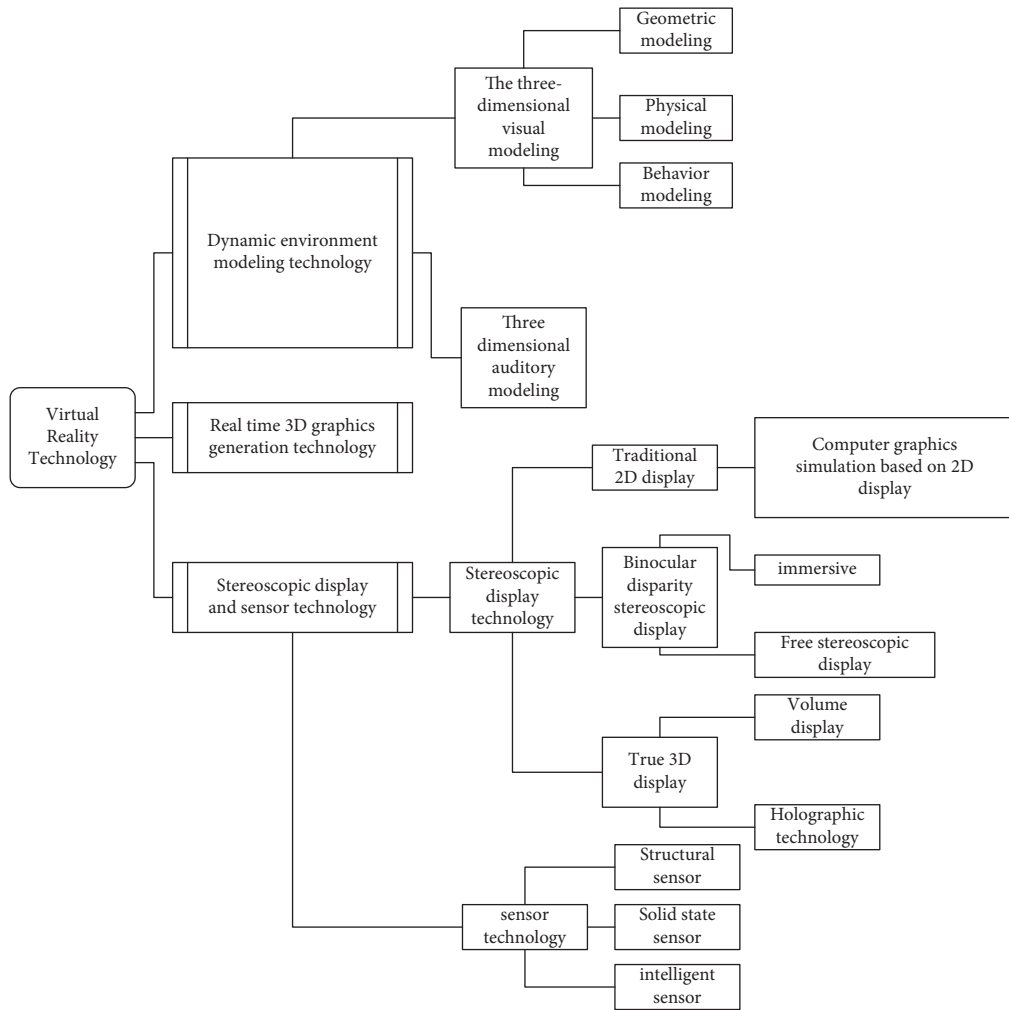 Geometric
modeling
The three-
dimensional
visual
modeling
Physical
modeling
Behavior
modeling
Dynamic environment
modeling technology
Three
dimensional
auditory
modeling
Virtual
Reality
Technology
Real time 3D graphics
generation technology
Traditional
2D display
Computer graphics
simulation based on 2D
display
Stereoscopic display
and sensor technology
Stereoscopic
display
technology
Binocular
disparity
stereoscopic
display
immersive
Free stereoscopic
display
Volume
display
True 3D
display
Holographic
technology
Structural
sensor
sensor
technology
Solid state
sensor
intelligent
sensor